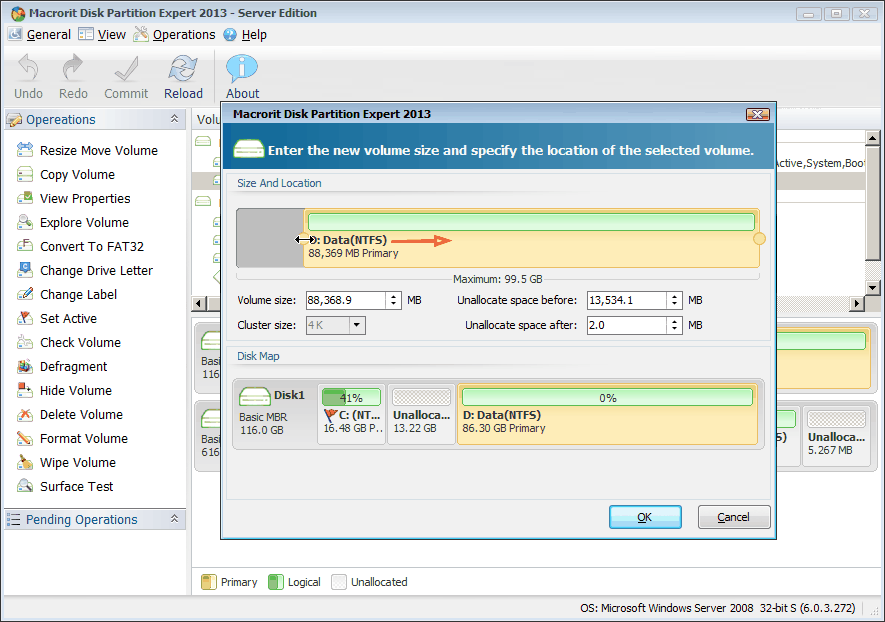 Macrorit Disk Partition Expert 2013 - Server Edition
General View Operations Help
Undo Redo Commit Reload About
Opereations
Resize Move Volume
Copy Volume
View Properties
Explore Volume
Convert To FAT32
Change Drive Letter
Change Label
Set Active
Check Volume
Defragment
Hide Volume
Delete Volume
Format Volume
Wipe Volume
Surface Test
Pending Operations
Volu
Active,System,Boot
Macrorit Disk Partition Expert 2013
Enter the new volume size and specify the location of the selected volume.
Size And Location
D: Data(NTFS)
88,369 MB Primary
Maximum: 99.5 GB
Volume size: 88,368.9 MB Unallocate space before: 13,534.1 MB
Cluster size: 4 K Unallocate space after: 2.0 MB
Disk Map
Disk1
Basic MBR
116.0 GB
41%
C: (NT...
16.48 GB P..
Unalloca...
13.22 GB
0%
D: Data(NTFS)
86.30 GB Primary
OK Cancel
Basi
116
Basi
616
S)
Unalloca...
5.267 MB
Primary Logical Unallocated
OS: Microsoft Windows Server 2008 32-bit S (6.0.3.272)